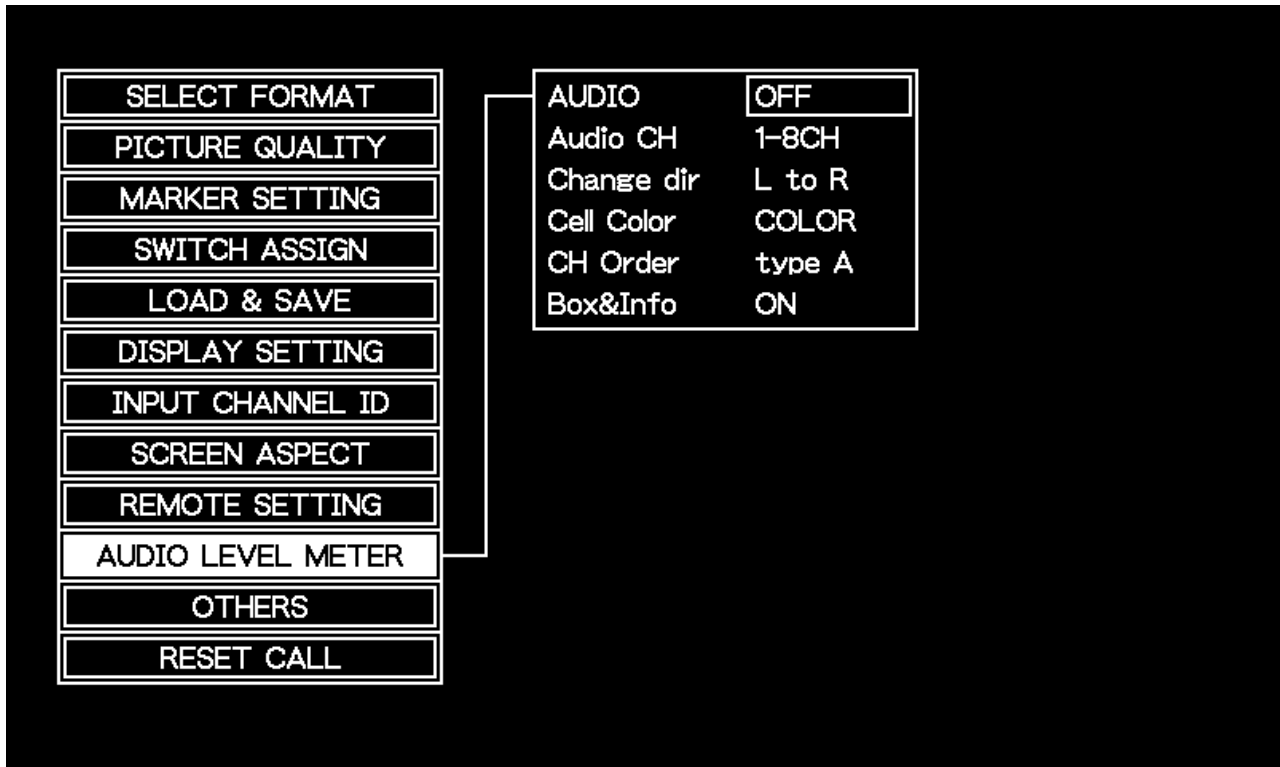 SELECT FORMAT
PICTURE QUALITY
MARKER SETTING
SWITCH ASSIGN
LOAD & SAVE
DISPLAY SETTING
INPUT CHANNEL ID
SCREEN ASPECT
REMOTE SETTING
AUDIO LEVEL METER
OTHERS
RESET CALL
AUDIO OFF
Audio CH 1-8CH
Change dir L to R
Cell Color COLOR
CH Order type A
Box&Info ON